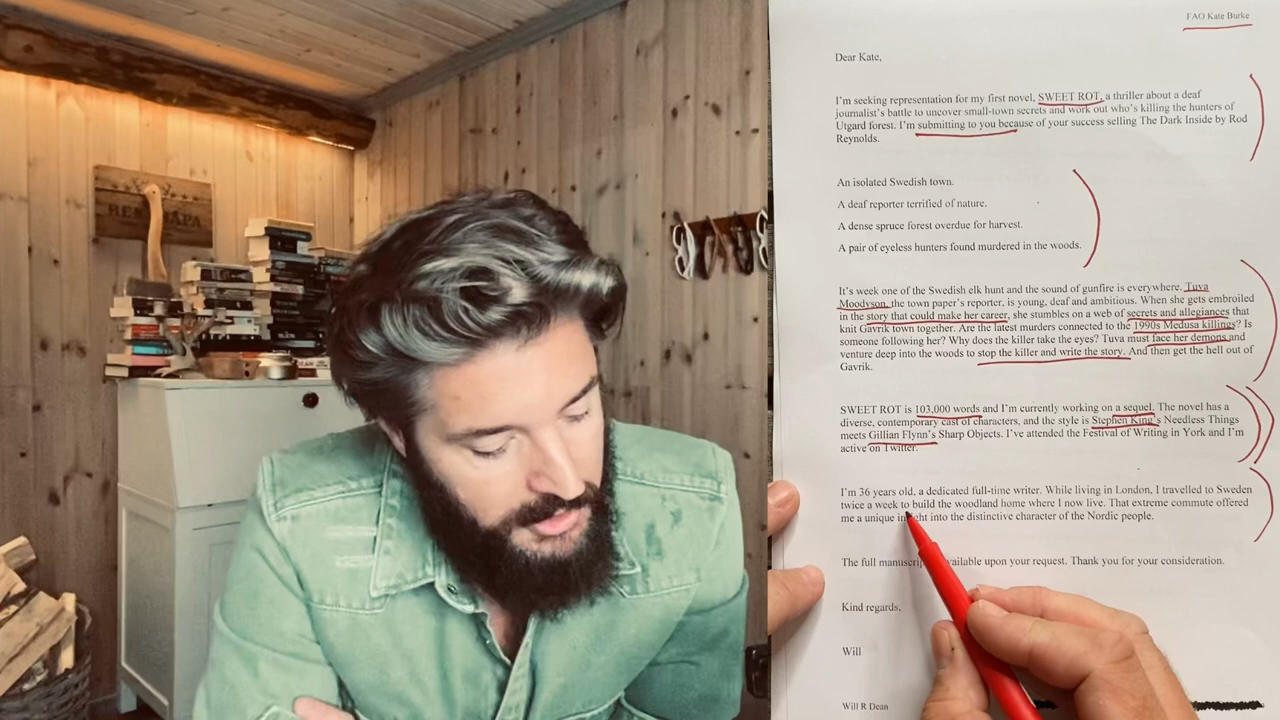 FAO Kate Burke
Dear Kate,
I'm seeking representation for my first novel, SWEET ROT, a thriller about a deaf
journalist's battle to uncover small-town secrets and work out who's killing the hunters of
Utgard forest. I'm submitting to you because of your success selling The Dark Inside by Rod
Reynolds.
An isolated Swedish town.
A deaf reporter terrified of nature.
A dense spruce forest overdue for harvest.
A pair of eyeless hunters found murdered in the woods.
It's week one of the Swedish elk hunt and the sound of gunfire is everywhere. Tuva
Moodyson, the town paper's reporter, is young, deaf and ambitious. When she gets embroiled
in the story that could make her career, she stumbles on a web of secrets and allegiances that
knit Gavrik town together. Are the latest murders connected to the 1990s Medusa killings? Is
someone following her? Why does the killer take the eyes? Tuva must face her demons and
venture deep into the woods to stop the killer and write the story. And then get the hell out of
Gavrik.
SWEET ROT is 103,000 words and I'm currently working on a sequel. The novel has a
diverse, contemporary cast of characters, and the style is Stephen King's Needless Things
meets Gillian Flynn's Sharp Objects. I've attended the Festival of Writing in York and I'm
active on Twitter.
I'm 36 years old, a dedicated full-time writer. While living in London, I travelled to Sweden
twice a week to build the woodland home where I now live. That extreme commute offered
me a unique insight into the distinctive character of the Nordic people.
The full manuscript available upon your request. Thank you for your consideration.
Kind regards,
Will
Will R Dean